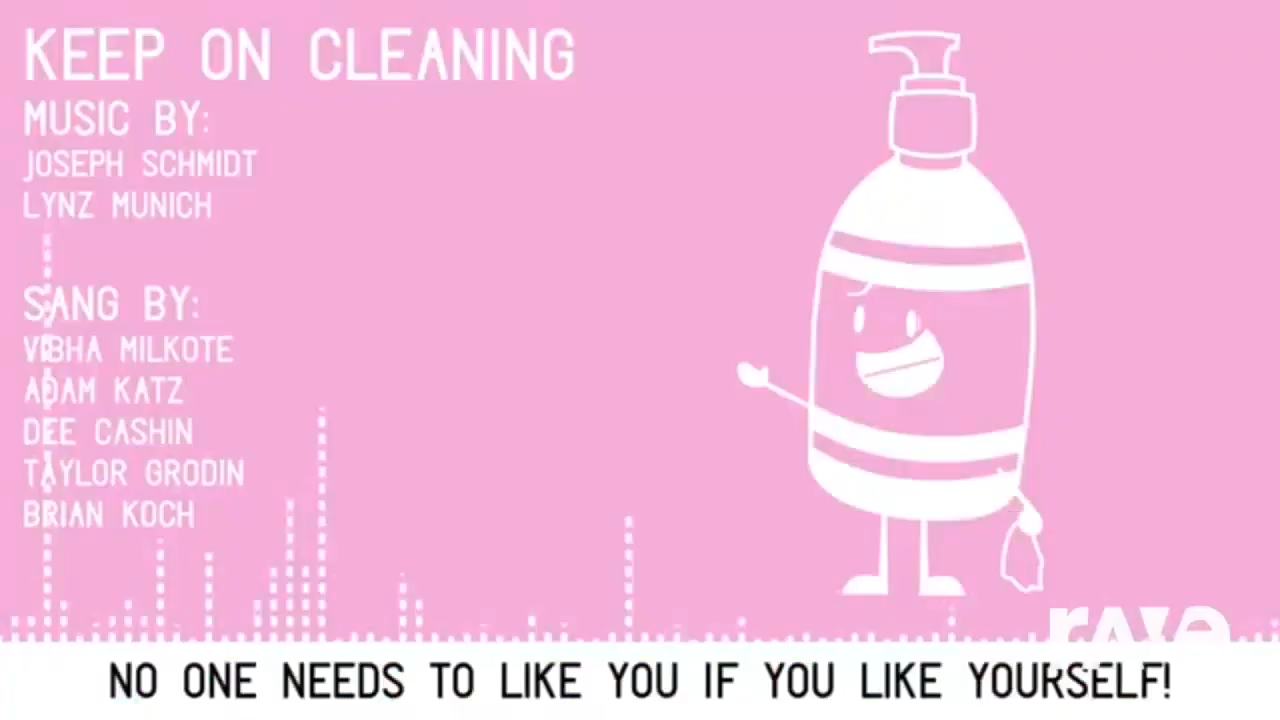 KEEP ON CLEANING
MUSIC BY:
JOSEPH SCHMIDT
LYNZ MUNICH
SANG BY:
VIBHA MILKOTE
ADAM KATZ
DEE CASHIN
TAYLOR GRODIN
BRIAN KOCH
rave
NO ONE NEEDS TO LIKE YOU IF YOU LIKE YOURSELF!